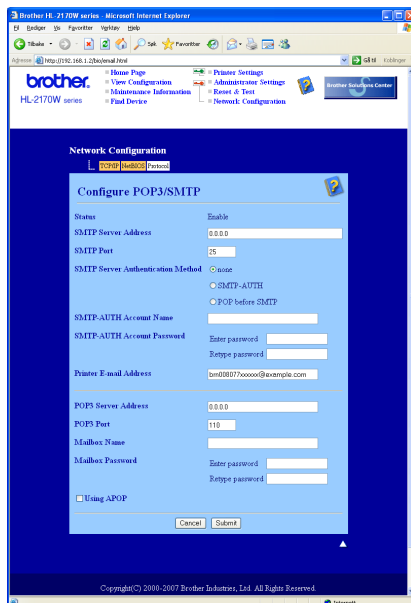 Brother HL-2170W series - Microsoft Internet Explorer
Fil Rediger Vis Favoritter Verktøy Hjelp
Tilbake Søk Favoritter
Adresse http://192.168.1.2/bio/email.html Gå til Koblinger
brother. HL-2170W series
Home Page
View Configuration
Maintenance Information
Find Device
Printer Settings
Administrator Settings
Reset & Test
Network Configuration
Brother Solutions Center
Network Configuration
TCP/IP NetBIOS Protocol
Configure POP3/SMTP
Status Enable
SMTP Server Address 0.0.0.0
SMTP Port 25
SMTP Server Authentication Method none
SMTP-AUTH
POP before SMTP
SMTP-AUTH Account Name
SMTP-AUTH Account Password Enter password
Retype password
Printer E-mail Address brn008077xxxxxx@example.com
POP3 Server Address 0.0.0.0
POP3 Port 110
Mailbox Name
Mailbox Password Enter password
Retype password
Using APOP
Cancel Submit
Copyright(C) 2000-2007 Brother Industries, Ltd. All Rights Reserved.
Internett